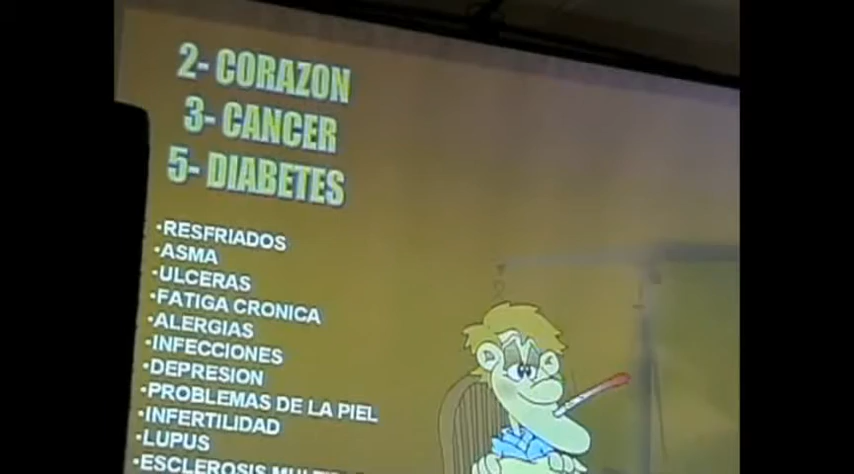 2- CORAZON
3- CANCER
5- DIABETES
•RESFRIADOS
•ASMA
•ULCERAS
•FATIGA CRONICA
•ALERGIAS
•INFECCIONES
•DEPRESION
•PROBLEMAS DE LA PIEL
•INFERTILIDAD
•LUPUS
•ESCLEROSIS